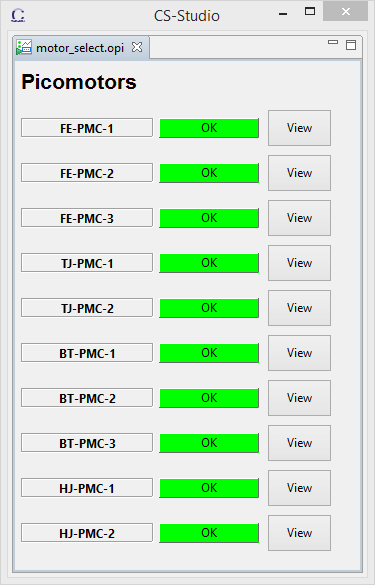 CS-Studio
motor_select.opi
Picomotors
FE-PMC-1 OK View
FE-PMC-2 OK View
FE-PMC-3 OK View
TJ-PMC-1 OK View
TJ-PMC-2 OK View
BT-PMC-1 OK View
BT-PMC-2 OK View
BT-PMC-3 OK View
HJ-PMC-1 OK View
HJ-PMC-2 OK View